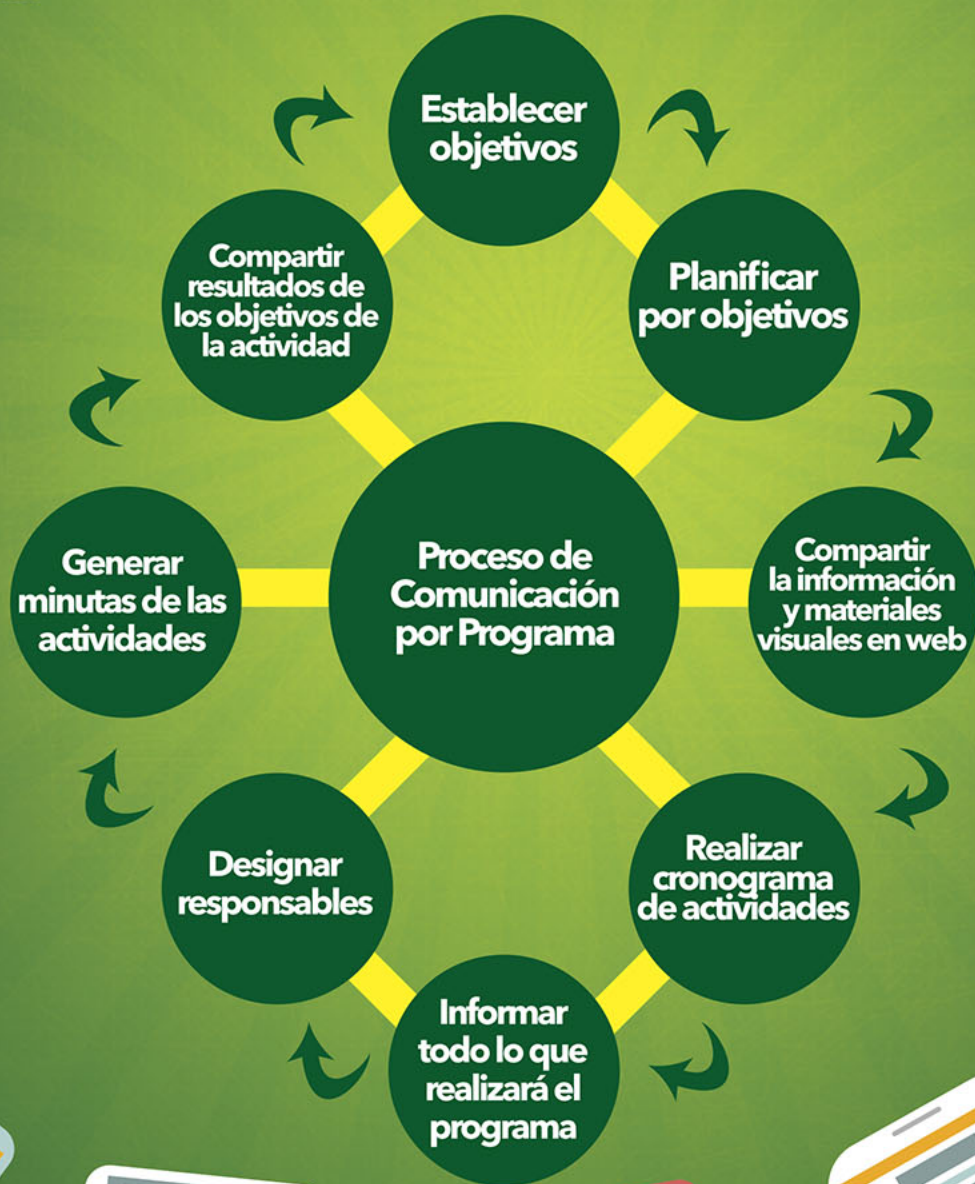 Establecer
objetivos
Planificar
por objetivos
Compartir
la información
y materiales
visuales en web
Realizar
cronograma
de actividades
Informar
todo lo que
realizará el
programa
Designar
responsables
Generar
minutas de las
actividades
Compartir
resultados de
los objetivos de
la actividad
Proceso de
Comunicación
por Programa